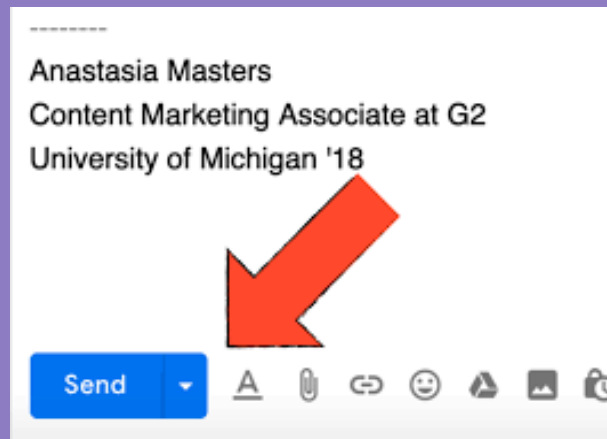 --------
Anastasia Masters
Content Marketing Associate at G2
University of Michigan '18
Send